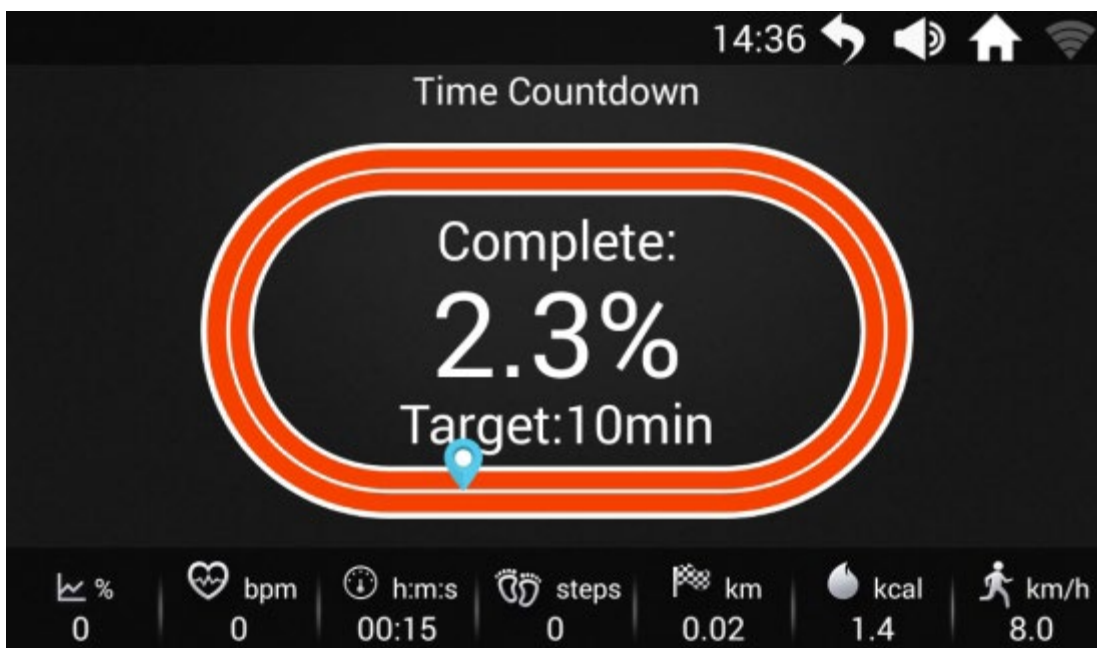 14:36
Time Countdown
Complete:
2.3%
Target:10min
% bpm h:m:s steps km kcal km/h
0 0 00:15 0 0.02 1.4 8.0